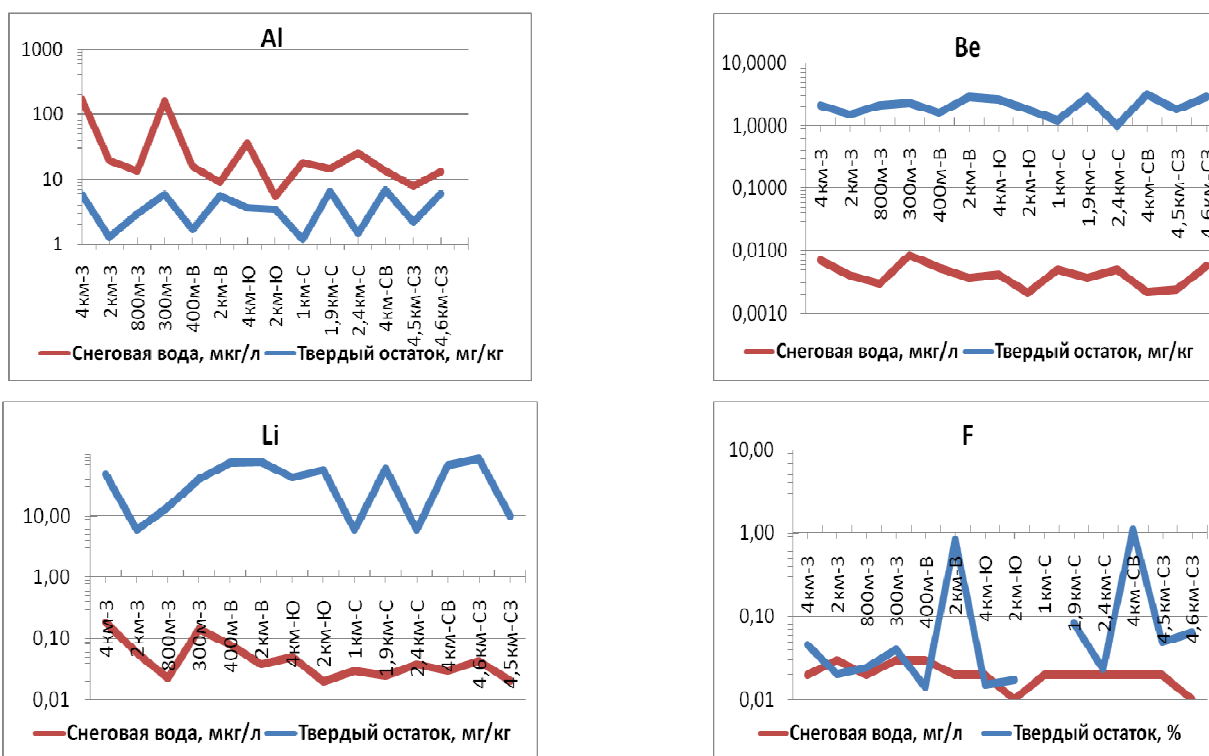 Al
1000
100
10
1
4км-З
2км-З
800м-З
300м-З
400м-В
2км-В
4км-Ю
2км-Ю
1км-С
1,9км-С
2,4км-С
4км-СВ
4,5км-СЗ
4,6км-СЗ
Снеговая вода, мкг/л Твердый остаток, мг/кг
Be
10,0000
1,0000
0,1000
0,0100
0,0010
4км-З
2км-З
800м-З
300м-З
400м-В
2км-В
4км-Ю
2км-Ю
1км-С
1,9км-С
2,4км-С
4км-СВ
4,5км-СЗ
4,6км-СЗ
Снеговая вода, мкг/л Твердый остаток, мг/кг
Li
10,00
1,00
0,10
0,01
4км-З
2км-З
800м-З
300м-З
400м-В
2км-В
4км-Ю
2км-Ю
1км-С
1,9км-С
2,4км-С
4км-СВ
4,6км-СЗ
4,5км-СЗ
Снеговая вода, мкг/л Твердый остаток, мг/кг
F
10,00
1,00
0,10
0,01
4км-З
2км-З
800м-З
300м-З
400м-В
2км-В
4км-Ю
2км-Ю
1км-С
1,9км-С
2,4км-С
4км-СВ
4,5км-СЗ
4,6км-СЗ
Снеговая вода, мг/л Твердый остаток, %